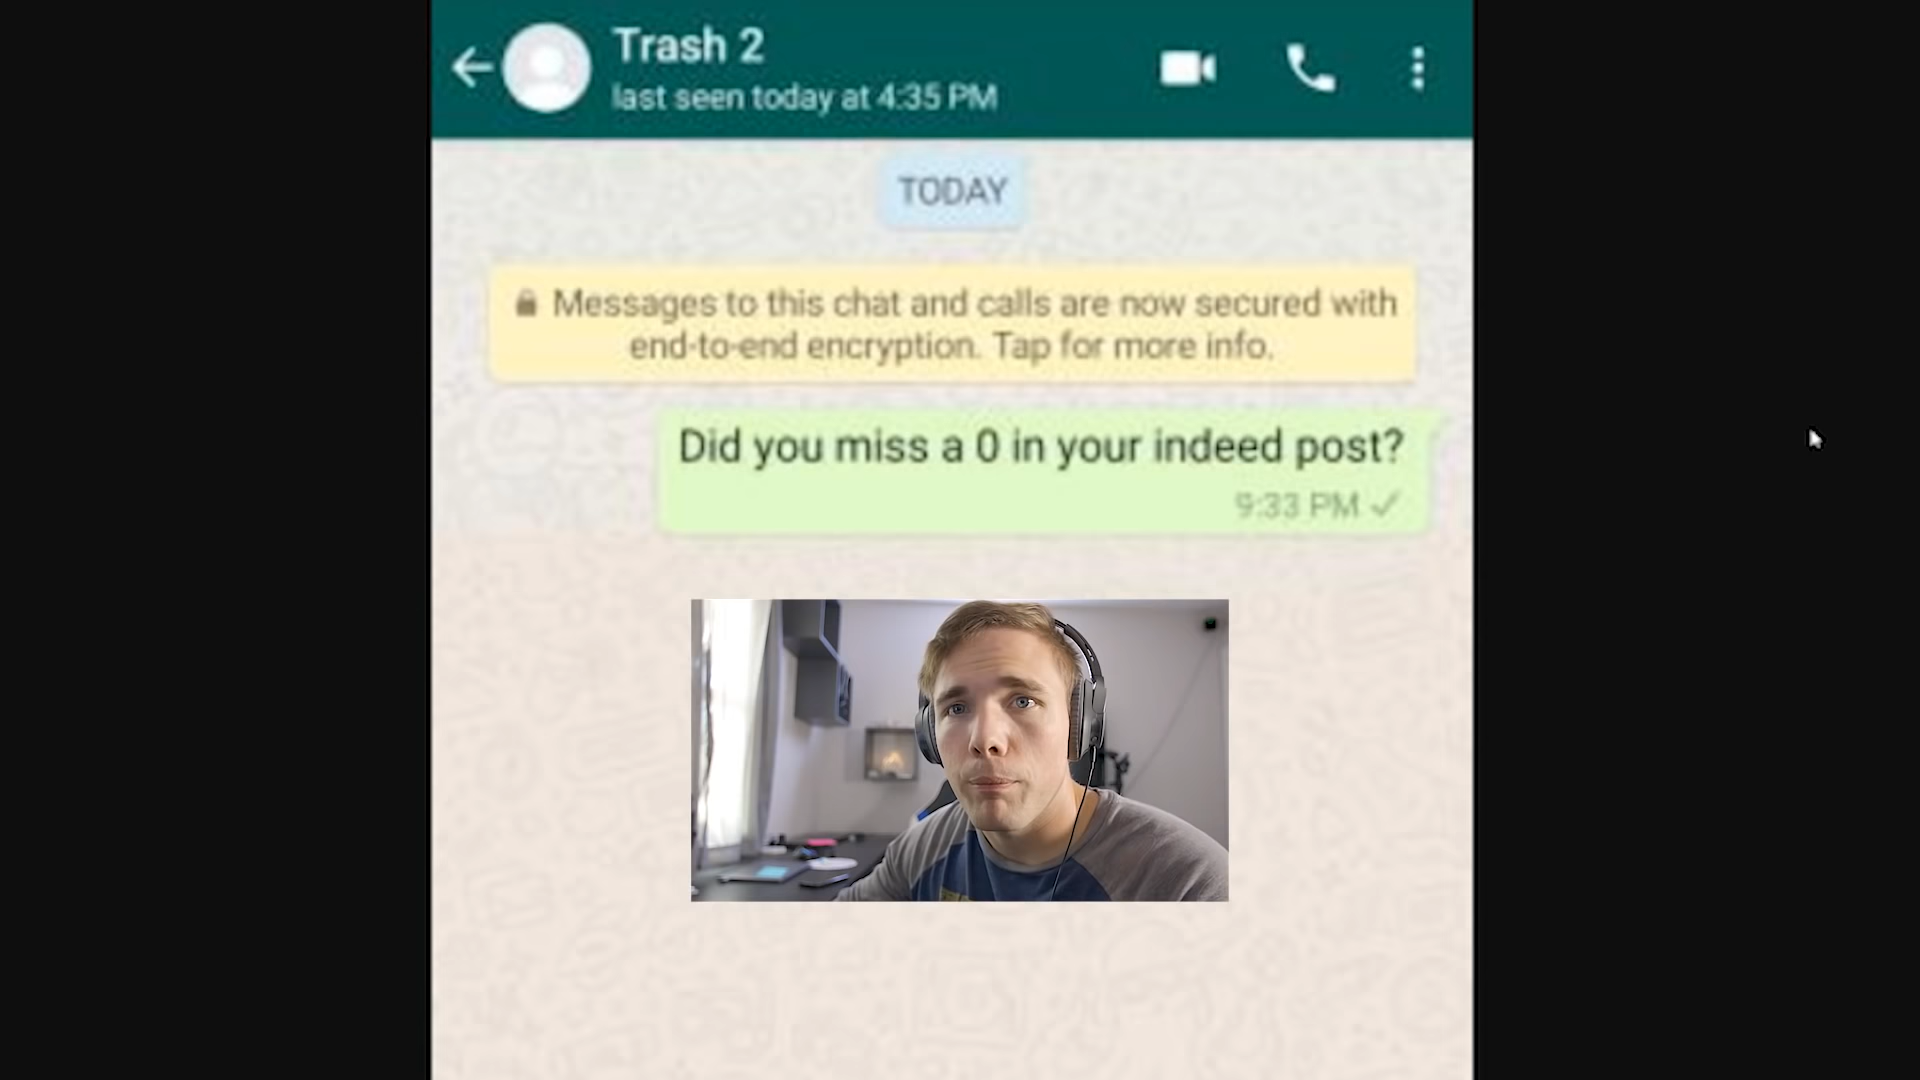 Trash 2
last seen today at 4:35 PM
TODAY
Messages to this chat and calls are now secured with
end-to-end encryption. Tap for more info.
Did you miss a 0 in your indeed post?
9:33 PM